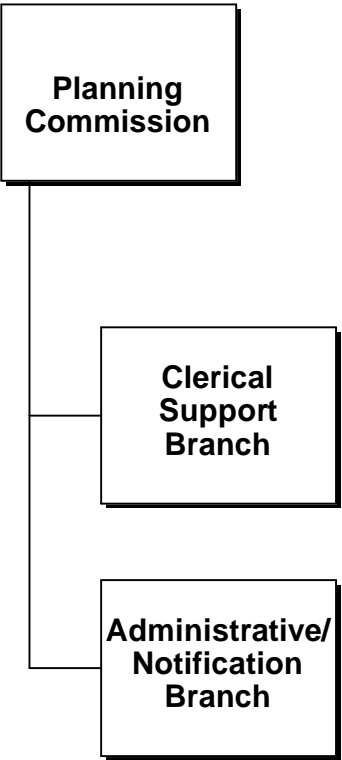 Planning
Commission
Clerical
Support
Branch
Administrative/
Notification
Branch